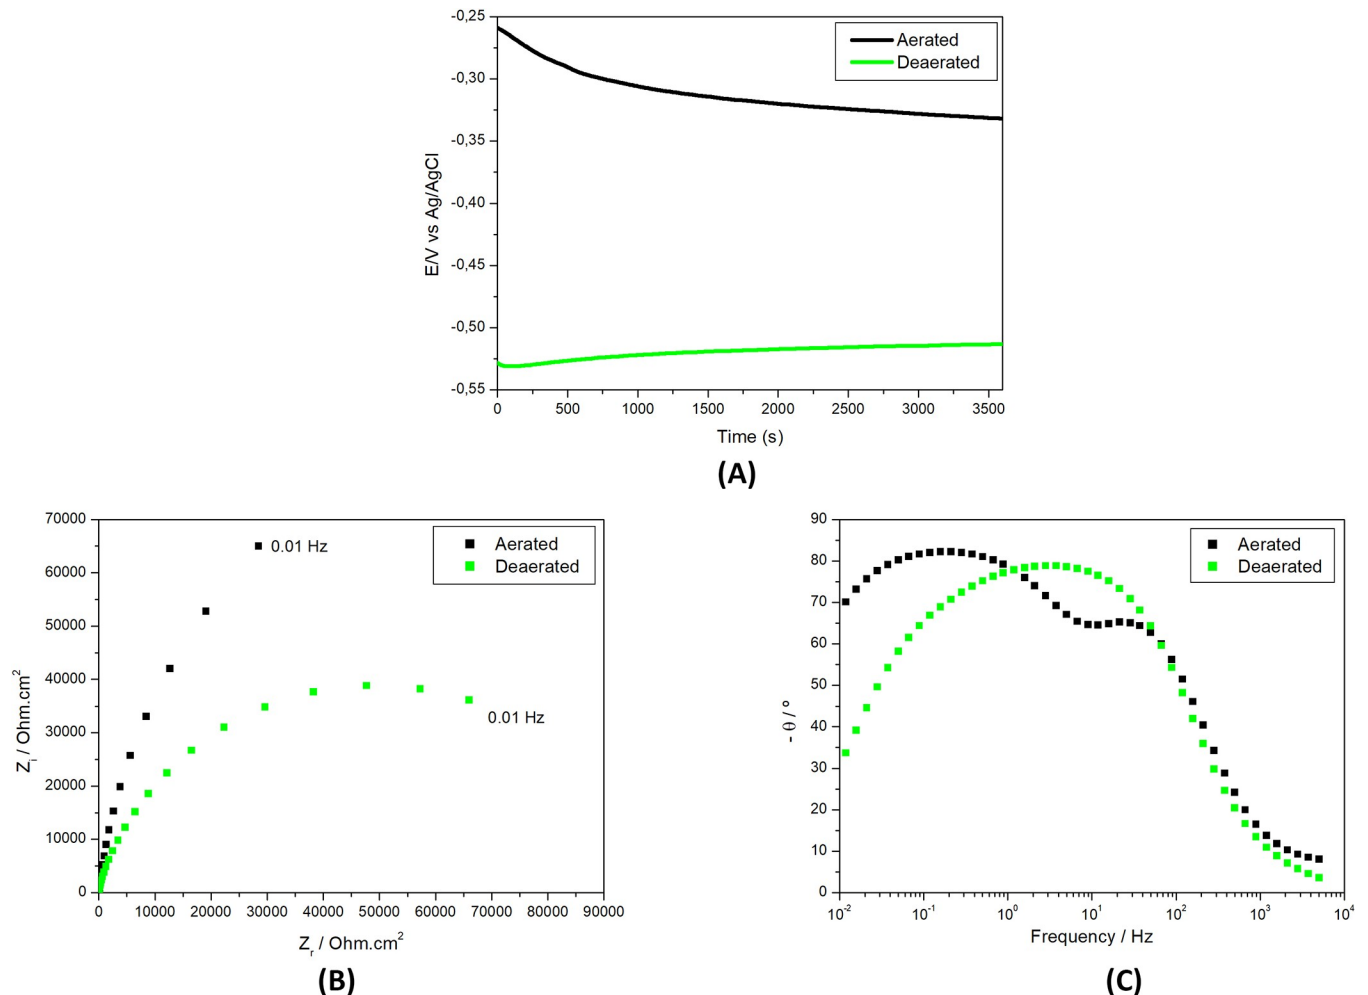 -0,25
-0,30
-0,35
-0,40
-0,45
-0,50
-0,55
E/V vs Ag/AgCl
Aerated
Deaerated
0 500 1000 1500 2000 2500 3000 3500
Time (s)
(A)
70000
60000
50000
40000
30000
20000
10000
0
Zᵢ / Ohm.cm²
0.01 Hz
Aerated
Deaerated
0.01 Hz
0 10000 20000 30000 40000 50000 60000 70000 80000 90000
Zᵣ / Ohm.cm²
(B)
90
80
70
60
50
40
30
20
10
0
- θ / º
Aerated
Deaerated
10⁻² 10⁻¹ 10⁰ 10¹ 10² 10³ 10⁴
Frequency / Hz
(C)